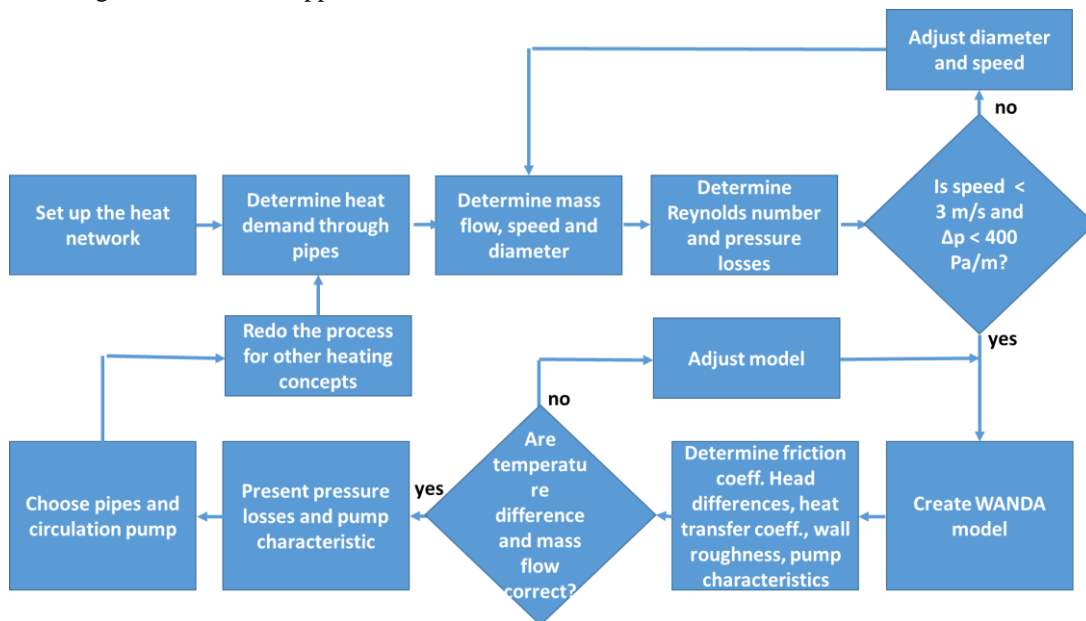 Adjust diameter
and speed
no
Set up the heat
network
Determine heat
demand through
pipes
Determine mass
flow, speed and
diameter
Determine
Reynolds number
and pressure
losses
Is speed <
3 m/s and
Δp < 400
Pa/m?
yes
Redo the process
for other heating
concepts
Adjust model
no
Choose pipes and
circulation pump
Present pressure
losses and pump
characteristic
yes
Are
temperatu
re
difference
and mass
flow
correct?
Determine friction
coeff. Head
differences, heat
transfer coeff., wall
roughness, pump
characteristics
Create WANDA
model